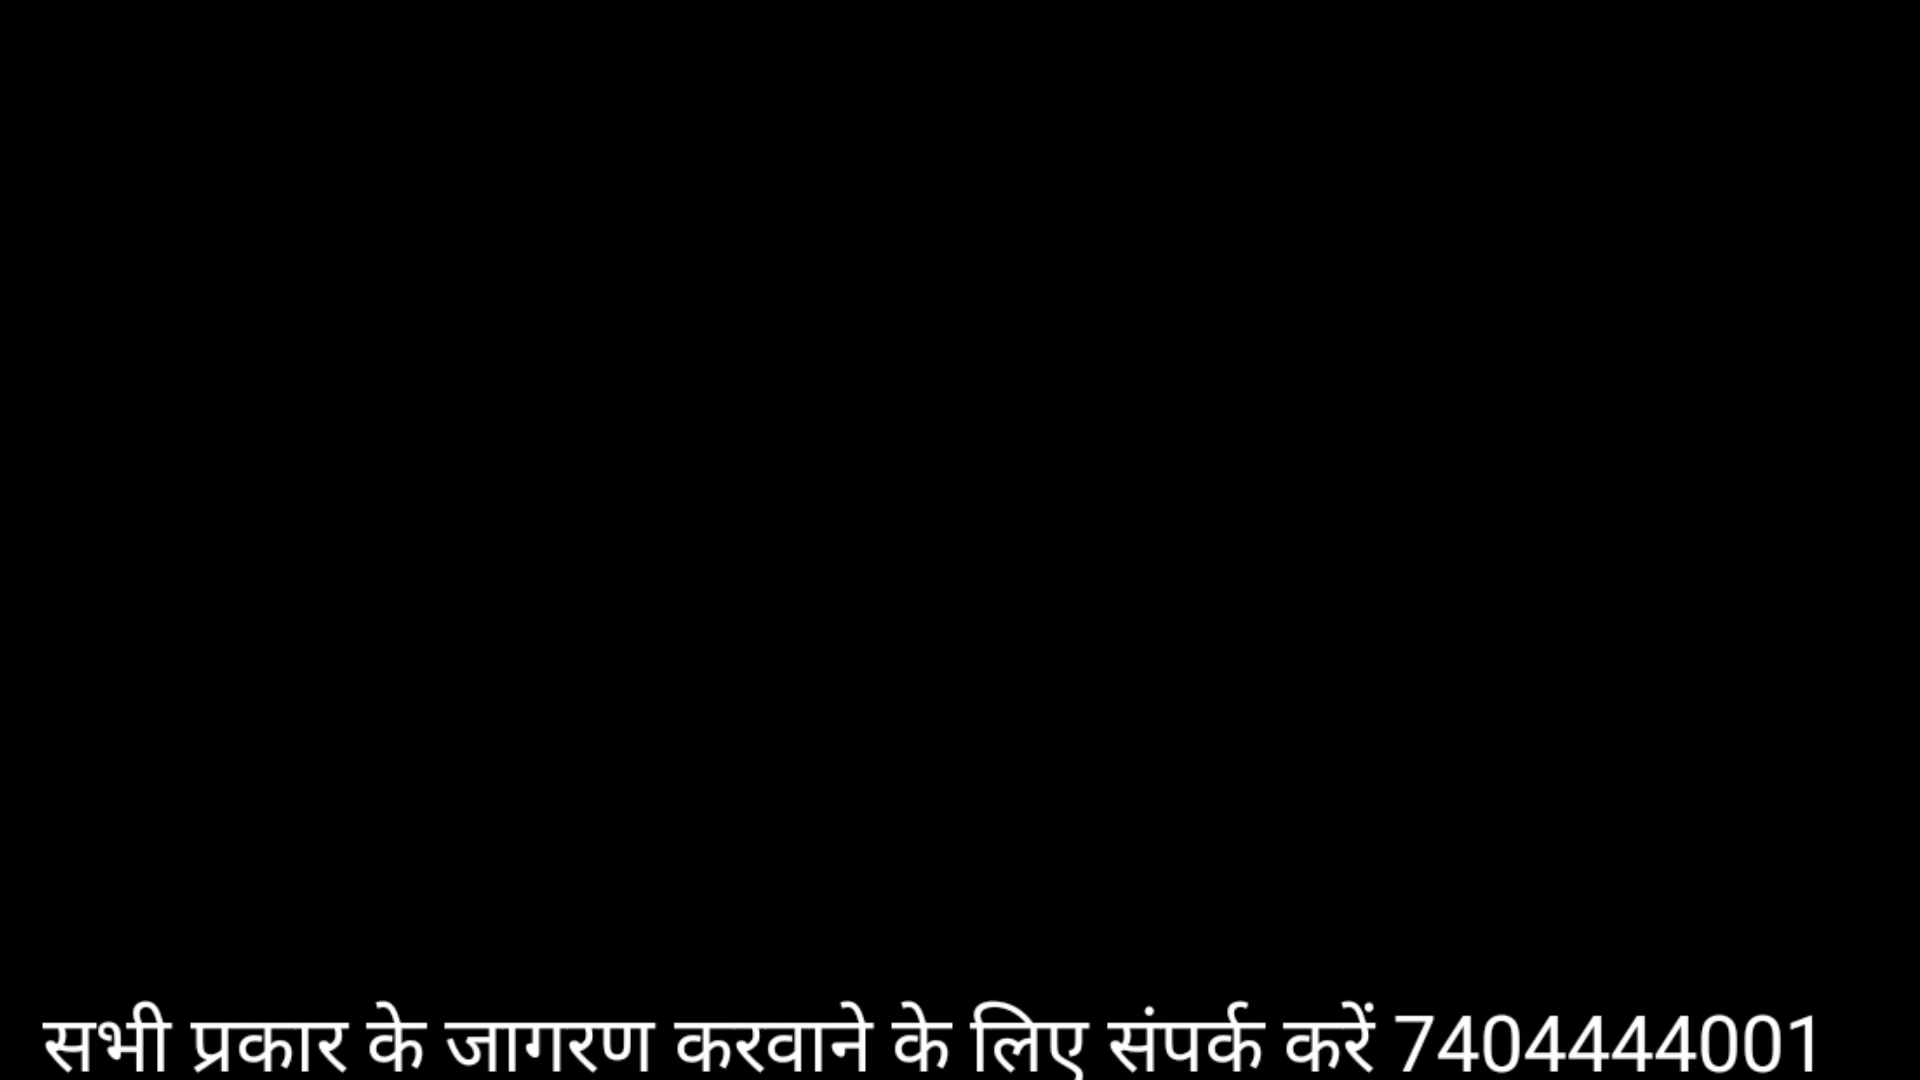 सभी प्रकार के जागरण करवाने के लिए संपर्क करें 7404444001